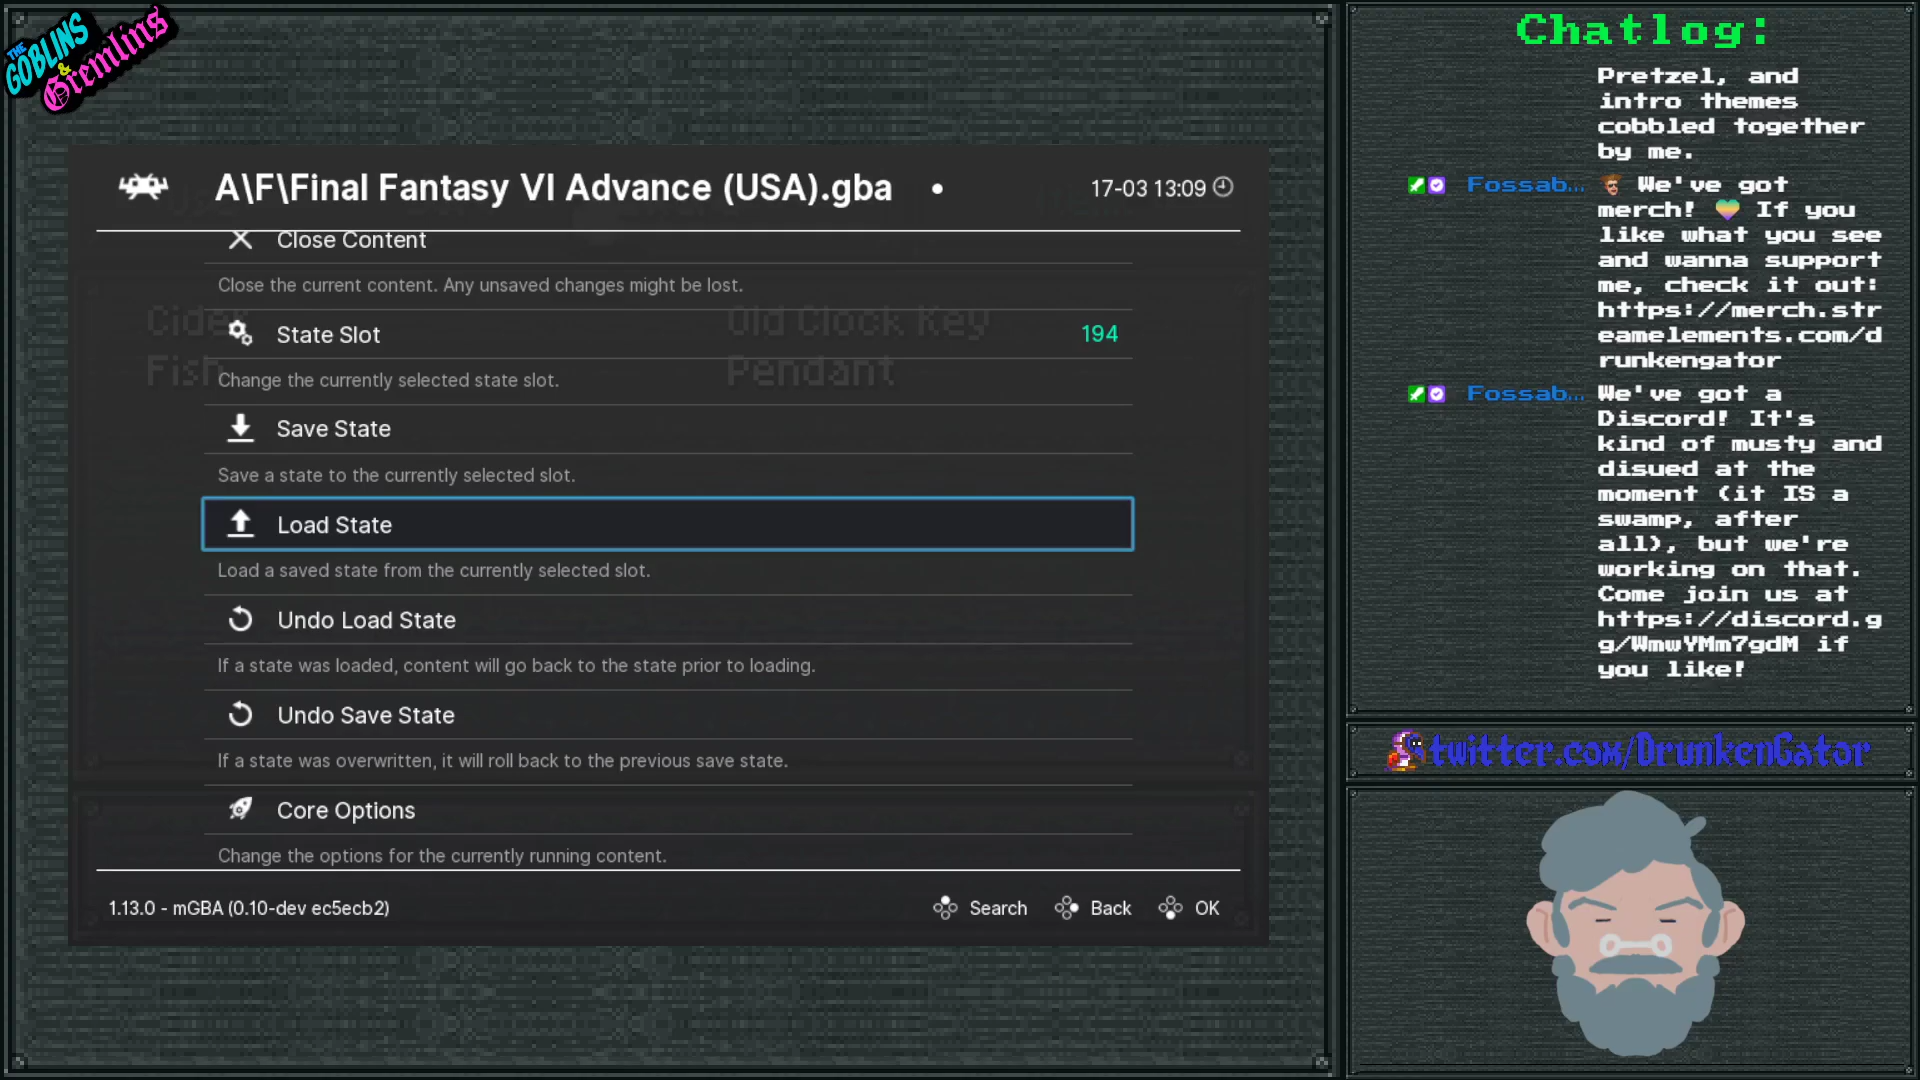 THE
GOBLINS
&
Gremlins
A\F\Final Fantasy VI Advance (USA).gba
17-03 13:09
Close Content
Close the current content. Any unsaved changes might be lost.
Cider
Old Clock Key
State Slot
194
Fish
Pendant
Change the currently selected state slot.
Save State
Save a state to the currently selected slot.
Load State
Load a saved state from the currently selected slot.
Undo Load State
If a state was loaded, content will go back to the state prior to loading.
Undo Save State
If a state was overwritten, it will roll back to the previous save state.
Core Options
Change the options for the currently running content.
1.13.0 - mGBA (0.10-dev ec5ecb2)
Search
Back
OK
Chatlog:
Pretzel, and
intro themes
cobbled together
by me.
Fossab... We've got
merch! If you
like what you see
and wanna support
me, check it out:
https://merch.str
eamelements.com/d
runkengator
Fossab... We've got a
Discord! It's
kind of musty and
disued at the
moment (it IS a
swamp, after
all), but we're
working on that.
Come join us at
https://discord.g
g/WmwYMm7gdM if
you like!
twitter.com/DrunkenGator